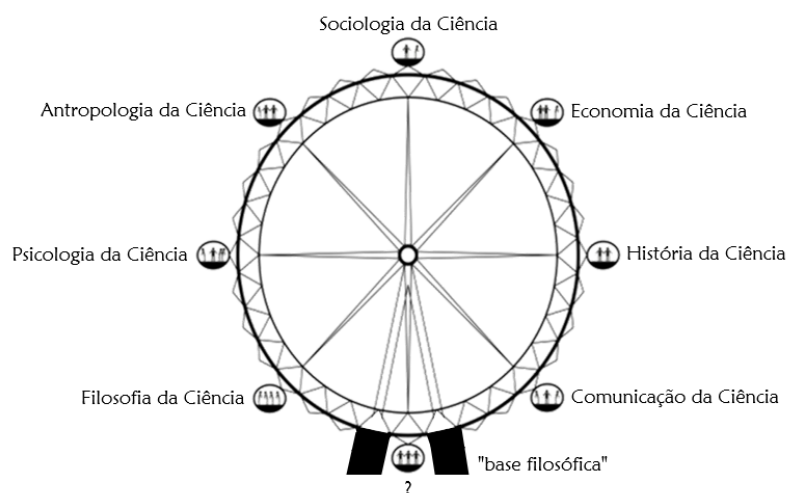 Sociologia da Ciência
Antropologia da Ciência
Economia da Ciência
Psicologia da Ciência
História da Ciência
Filosofia da Ciência
Comunicação da Ciência
"base filosófica"
?